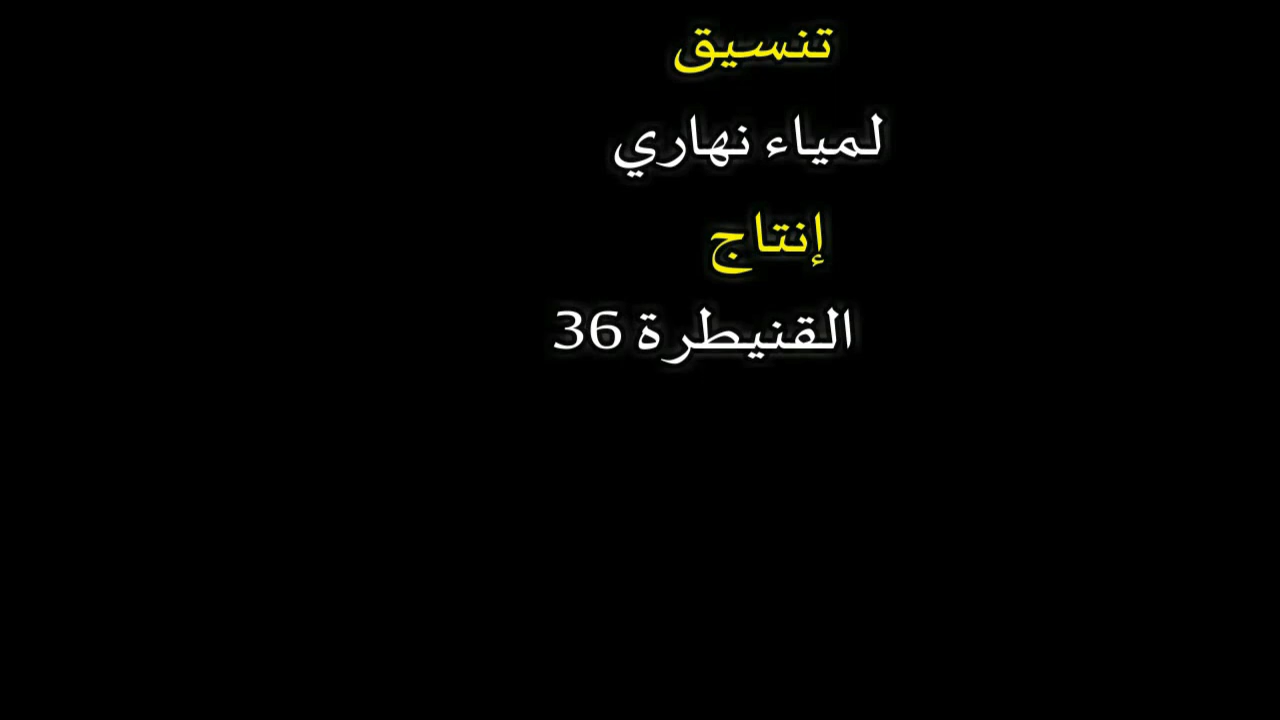 تنسيق
لمياء نهاري
إنتاج
القنيطرة 36